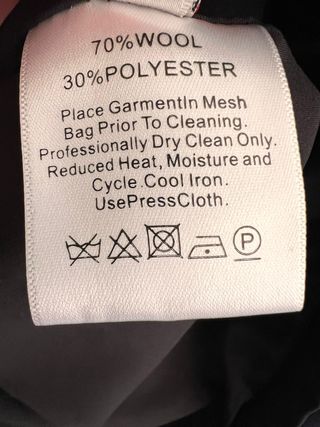 70%WOOL
30%POLYESTER
Place GarmentIn Mesh
Bag Prior To Cleaning.
Professionally Dry Clean Only.
Reduced Heat, Moisture and
Cycle.Cool Iron.
UsePressCloth.
P